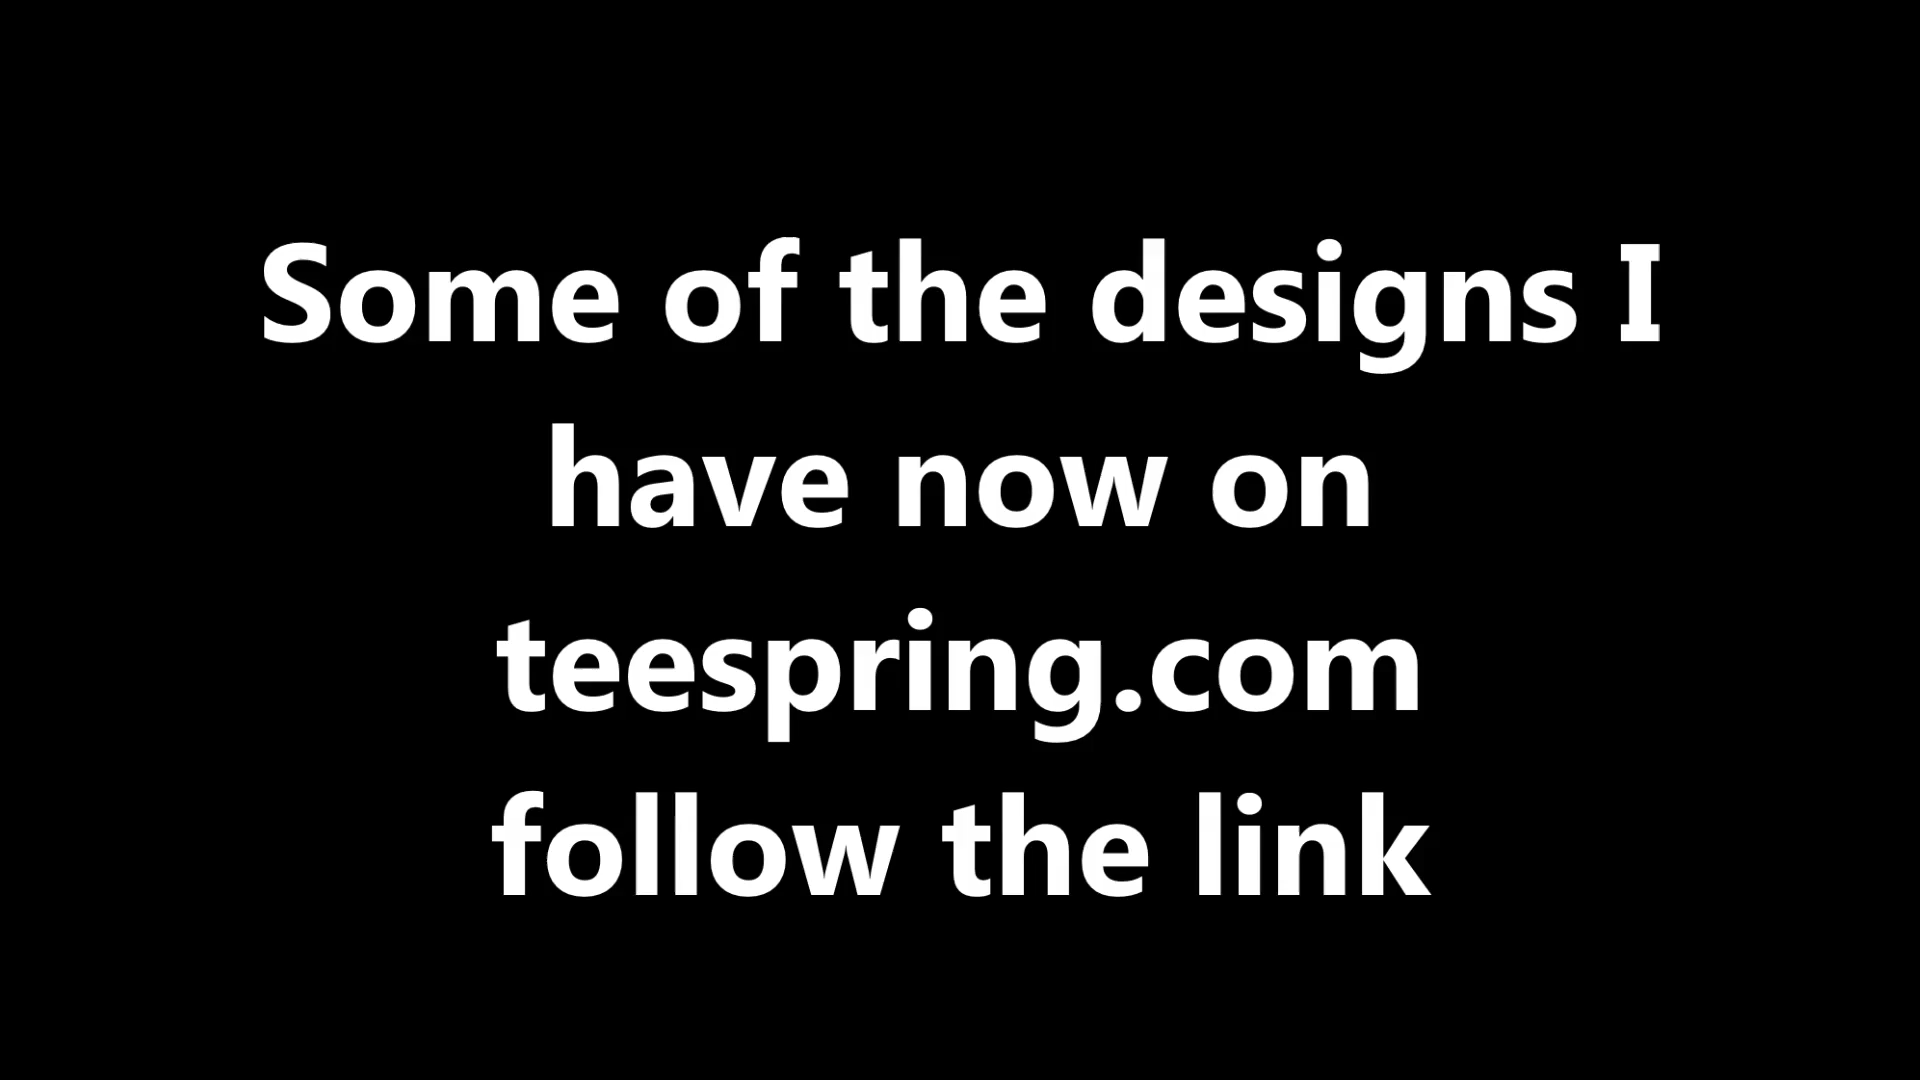 Some of the designs I
have now on
teespring.com
follow the link